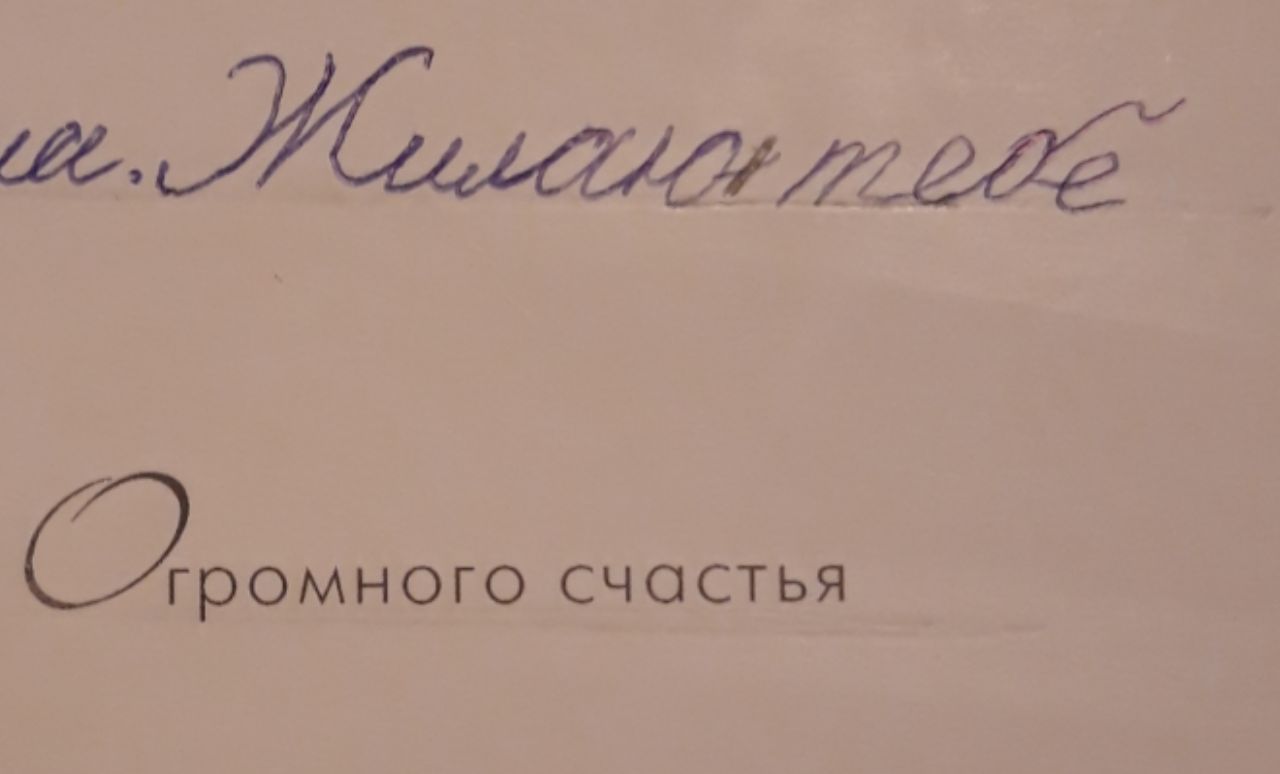 Жилаю тебе
Огромного счастья